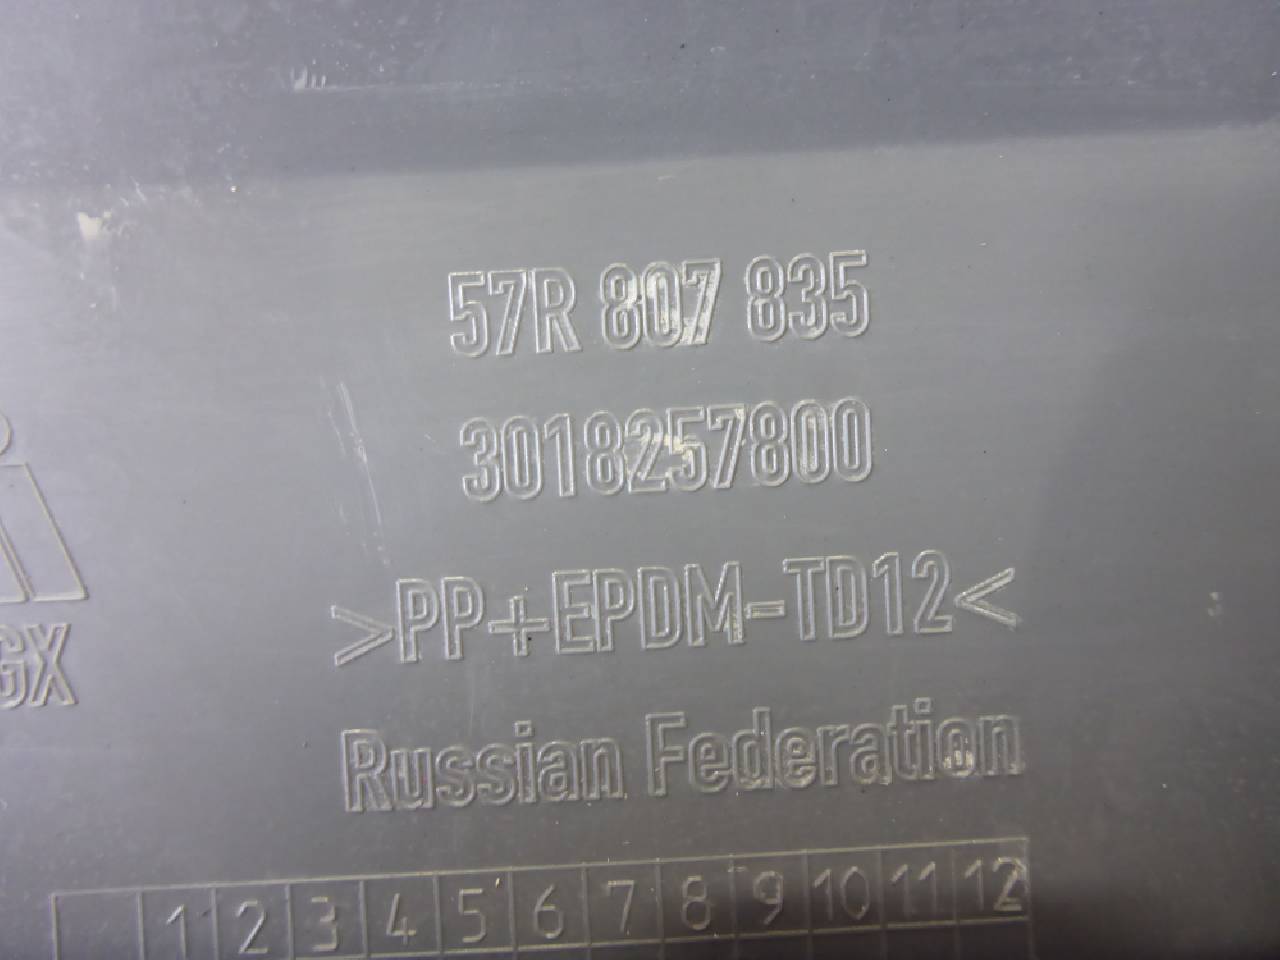 57R 807 835
3018257800
>PP+EPDM-TD12<
GX
Russian Federation
1 2 3 4 5 6 7 8 9 10 11 12